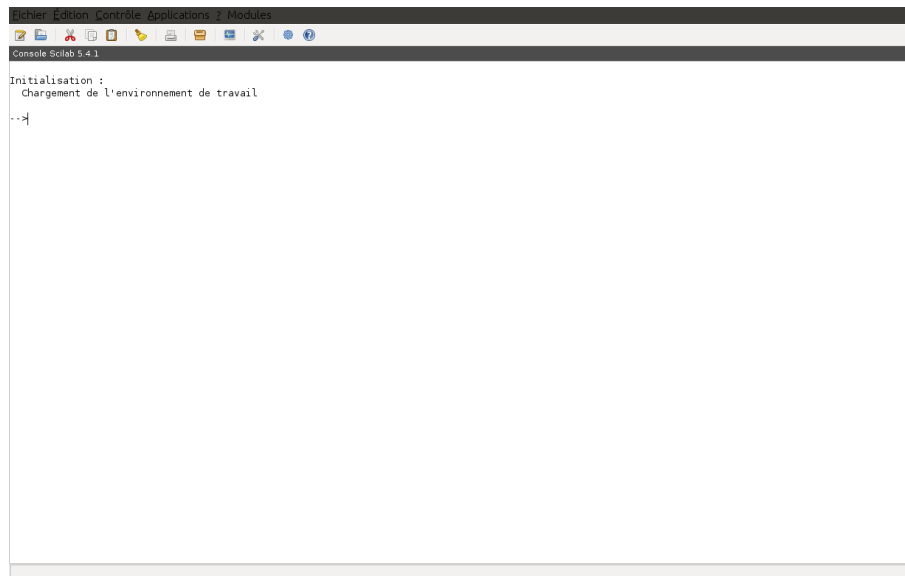 Fichier Édition Contrôle Applications ? Modules
Console Scilab 5.4.1
Initialisation :
Chargement de l'environnement de travail
-->